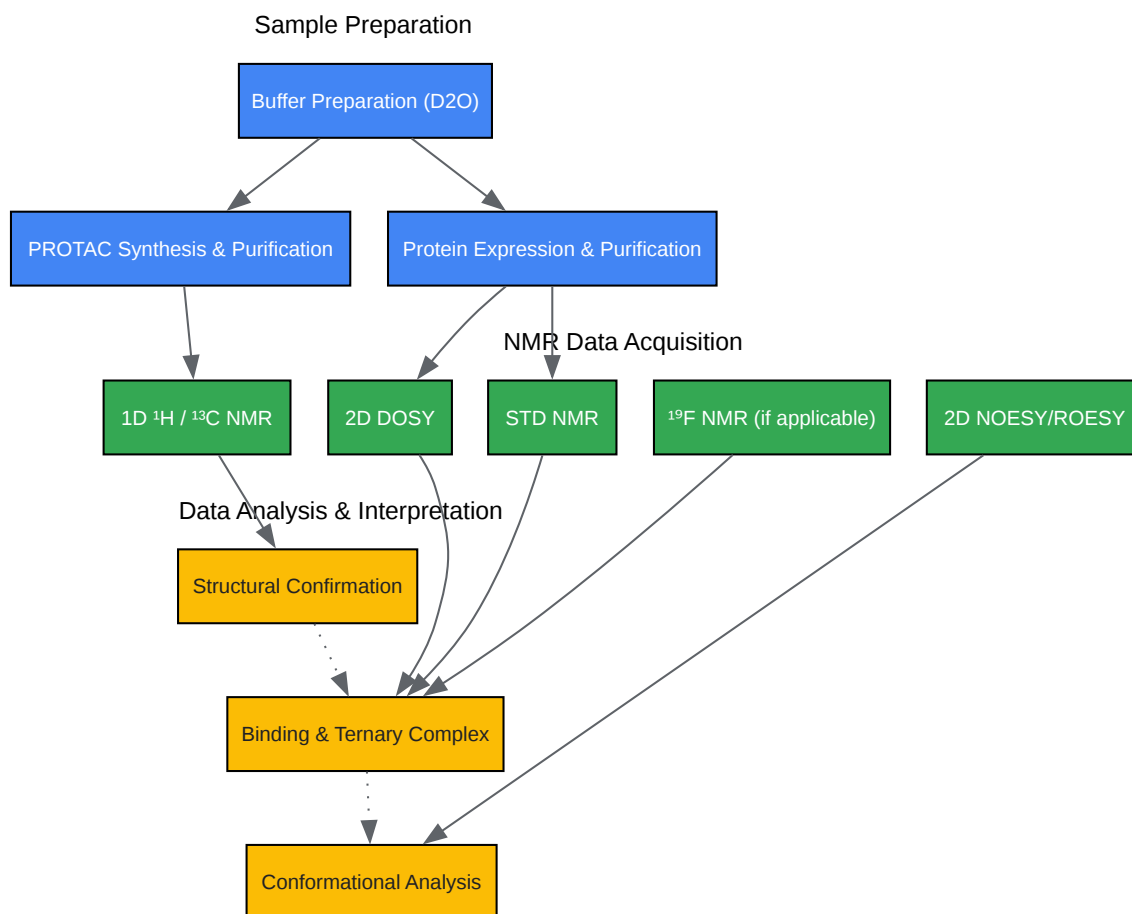 Sample Preparation
Buffer Preparation (D2O)
PROTAC Synthesis & Purification
Protein Expression & Purification
NMR Data Acquisition
1D ¹H / ¹³C NMR
2D DOSY
STD NMR
¹⁹F NMR (if applicable)
2D NOESY/ROESY
Data Analysis & Interpretation
Structural Confirmation
Binding & Ternary Complex
Conformational Analysis